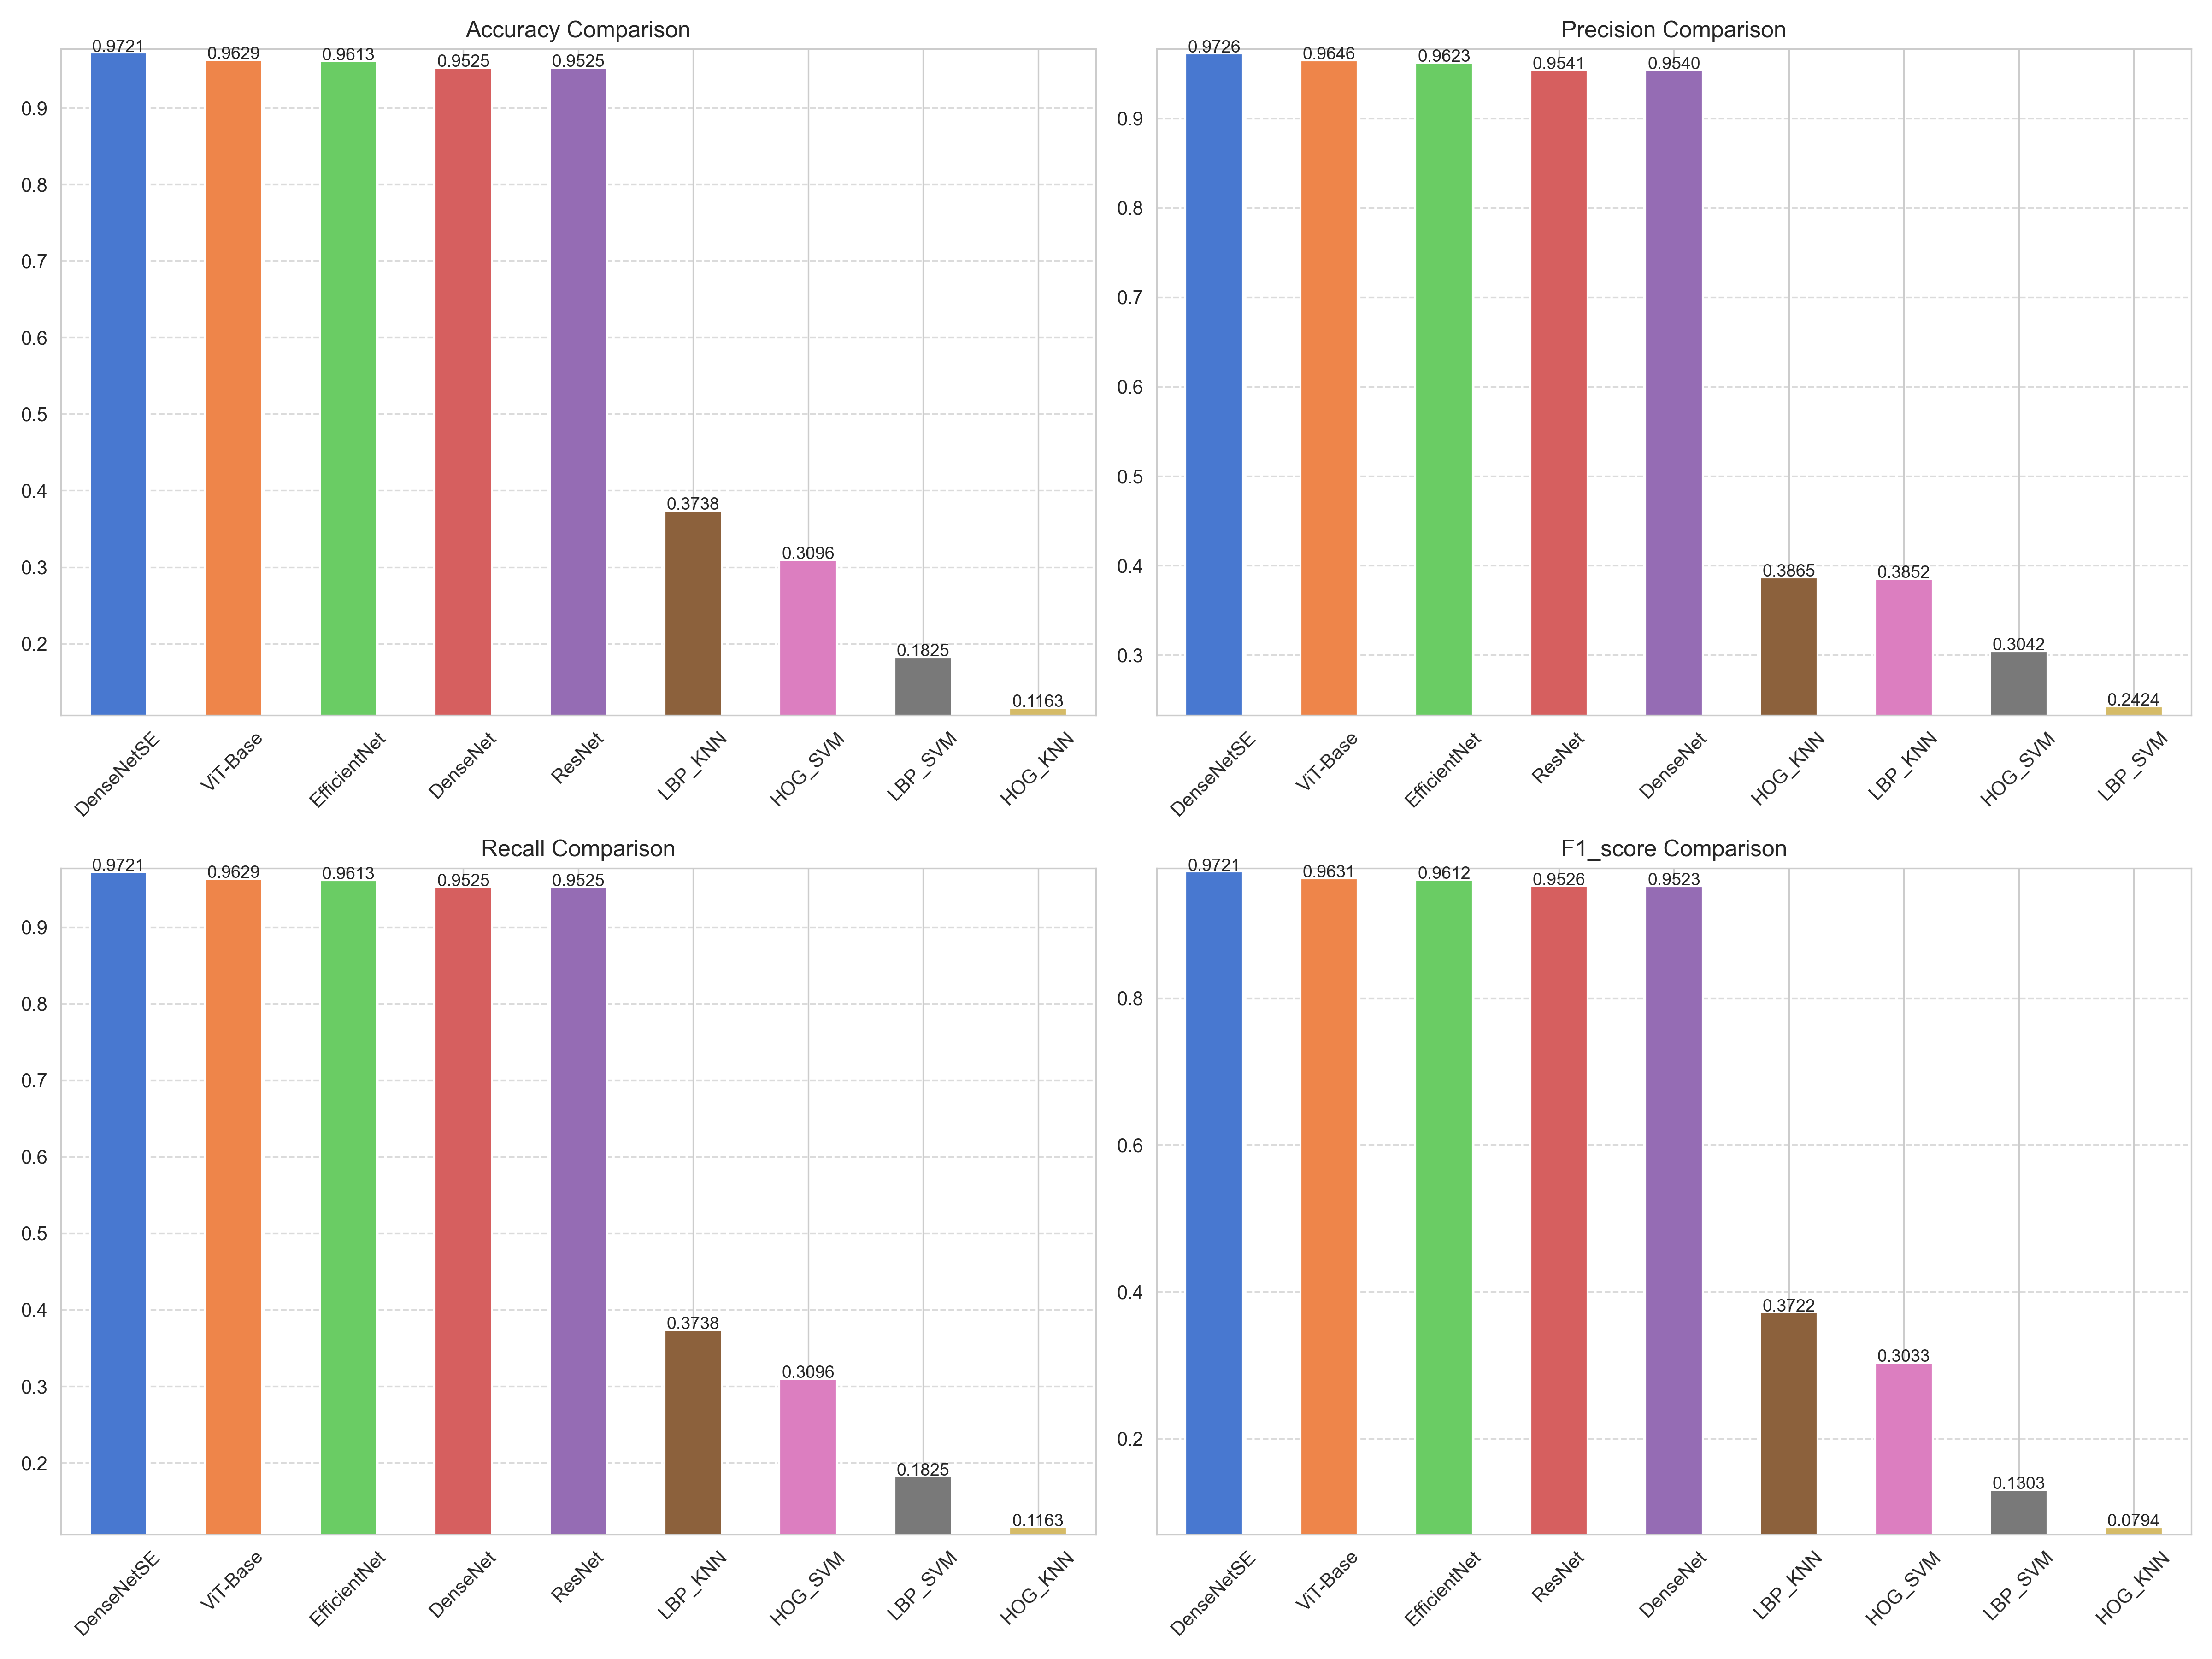 Accuracy Comparison
0.9721 0.9629 0.9613 0.9525 0.9525 0.3738 0.3096 0.1825 0.1163
0.9
0.8
0.7
0.6
0.5
0.4
0.3
0.2
DenseNetSE ViT-Base EfficientNet DenseNet ResNet LBP_KNN HOG_SVM LBP_SVM HOG_KNN
Precision Comparison
0.9726 0.9646 0.9623 0.9541 0.9540 0.3865 0.3852 0.3042 0.2424
0.9
0.8
0.7
0.6
0.5
0.4
0.3
DenseNetSE ViT-Base EfficientNet ResNet DenseNet HOG_KNN LBP_KNN HOG_SVM LBP_SVM
Recall Comparison
0.9721 0.9629 0.9613 0.9525 0.9525 0.3738 0.3096 0.1825 0.1163
0.9
0.8
0.7
0.6
0.5
0.4
0.3
0.2
DenseNetSE ViT-Base EfficientNet DenseNet ResNet LBP_KNN HOG_SVM LBP_SVM HOG_KNN
F1_score Comparison
0.9721 0.9631 0.9612 0.9526 0.9523 0.3722 0.3033 0.1303 0.0794
0.8
0.6
0.4
0.2
DenseNetSE ViT-Base EfficientNet ResNet DenseNet LBP_KNN HOG_SVM LBP_SVM HOG_KNN